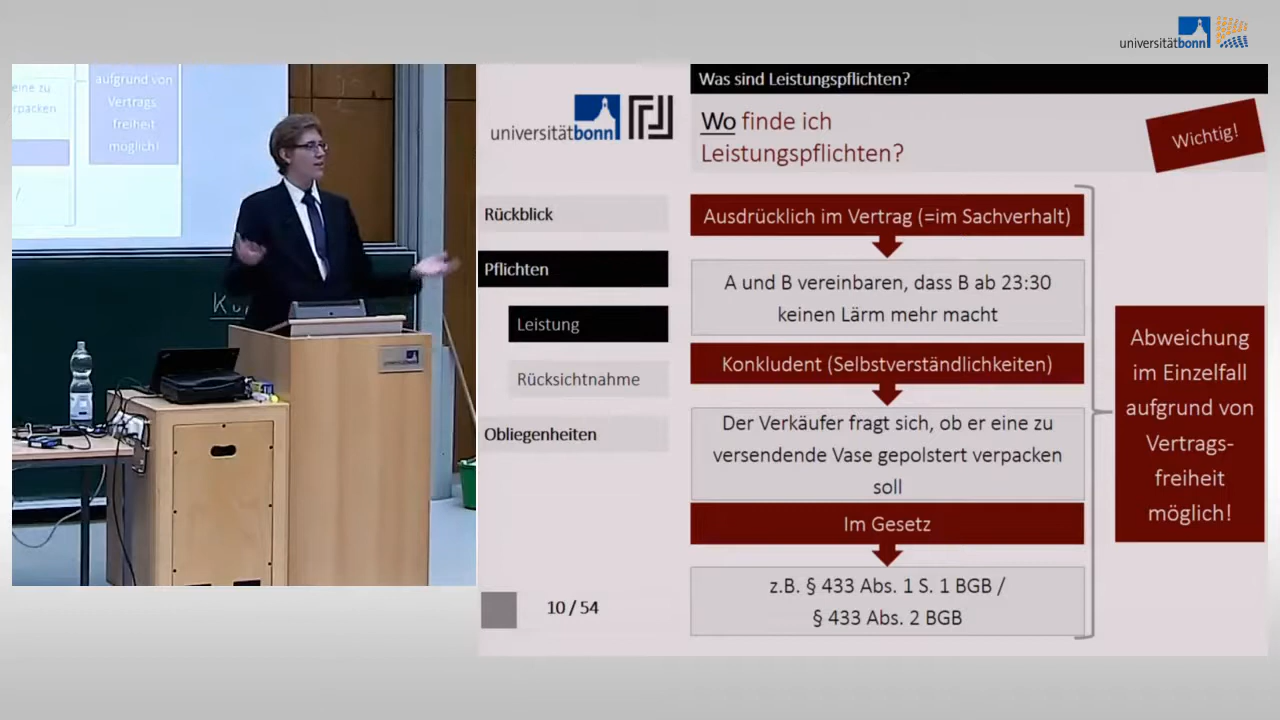 universitätbonn
eine zu
rpacken
aufgrund von
Vertrags
freiheit
möglich!
universitätbonn
Was sind Leistungspflichten?
Wo finde ich
Leistungspflichten?
Wichtig!
Rückblick
Pflichten
Leistung
Rücksichtnahme
Obliegenheiten
10 / 54
Ausdrücklich im Vertrag (=im Sachverhalt)
A und B vereinbaren, dass B ab 23:30
keinen Lärm mehr macht
Konkludent (Selbstverständlichkeiten)
Der Verkäufer fragt sich, ob er eine zu
versendende Vase gepolstert verpacken
soll
Im Gesetz
z.B. § 433 Abs. 1 S. 1 BGB /
§ 433 Abs. 2 BGB
Abweichung
im Einzelfall
aufgrund von
Vertrags-
freiheit
möglich!